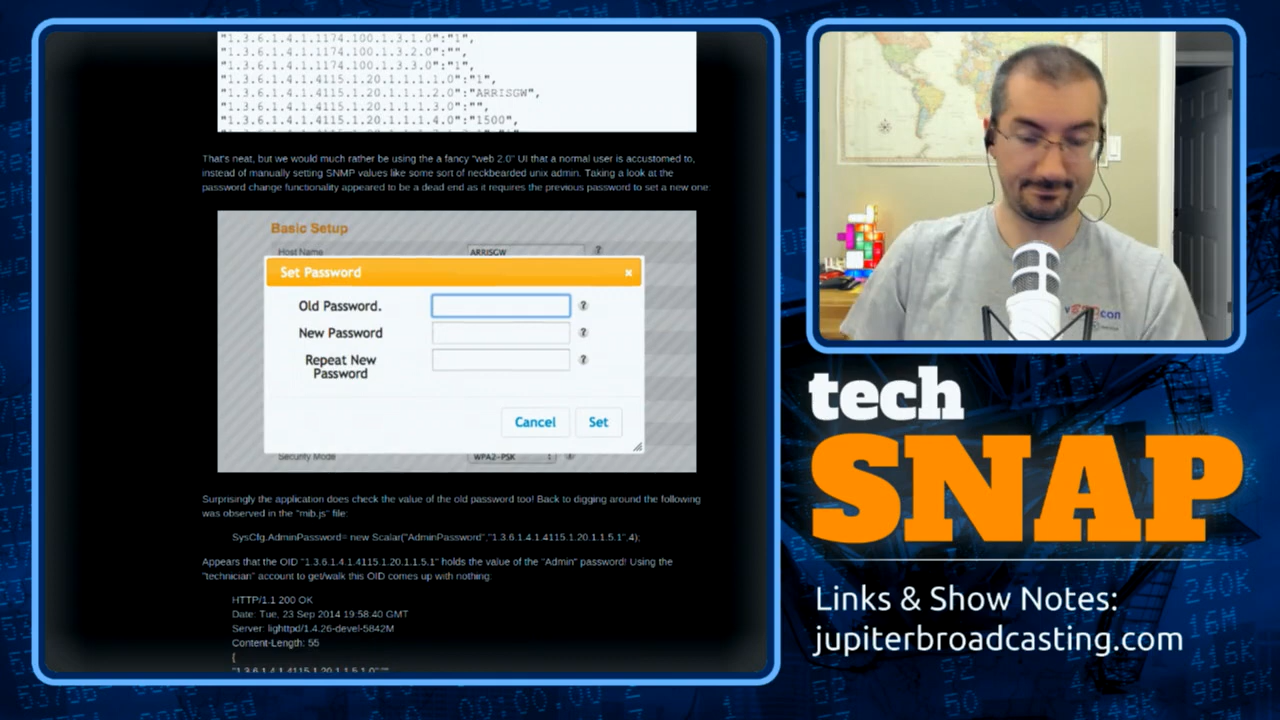 "1.3.6.1.4.1.1174.100.1.3.1.0":"1",
"1.3.6.1.4.1.1174.100.1.3.2.0":"",
"1.3.6.1.4.1.1174.100.1.3.3.0":"1",
"1.3.6.1.4.1.4115.1.20.1.1.1.1.0":"1",
"1.3.6.1.4.1.4115.1.20.1.1.1.2.0":"ARRISGW",
"1.3.6.1.4.1.4115.1.20.1.1.1.3.0":"",
"1.3.6.1.4.1.4115.1.20.1.1.1.4.0":"1500",
That's neat, but we would much rather be using the a fancy "web 2.0" UI that a normal user is accustomed to,
instead of manually setting SNMP values like some sort of neckbearded unix admin. Taking a look at the
password change functionality appeared to be a dead end as it requires the previous password to set a new one:
Basic Setup
Host Name
ARRISGW
?
Set Password
×
Old Password.
?
New Password
?
Repeat New
Password
?
Cancel
Set
Security Mode
WPA2-PSK
Surprisingly the application does check the value of the old password too! Back to digging around the following
was observed in the "mib.js" file:
SysCfg.AdminPassword= new Scalar("AdminPassword","1.3.6.1.4.1.4115.1.20.1.1.5.1",4);
Appears that the OID "1.3.6.1.4.1.4115.1.20.1.1.5.1" holds the value of the "Admin" password! Using the
"technician" account to get/walk this OID comes up with nothing:
HTTP/1.1 200 OK
Date: Tue, 23 Sep 2014 19:58:40 GMT
Server: lighttpd/1.4.26-devel-5842M
Content-Length: 55
{
"1.3.6.1.4.1.4115.1.20.1.1.5.1.0":""
tech
SNAP
Links & Show Notes:
jupiterbroadcasting.com